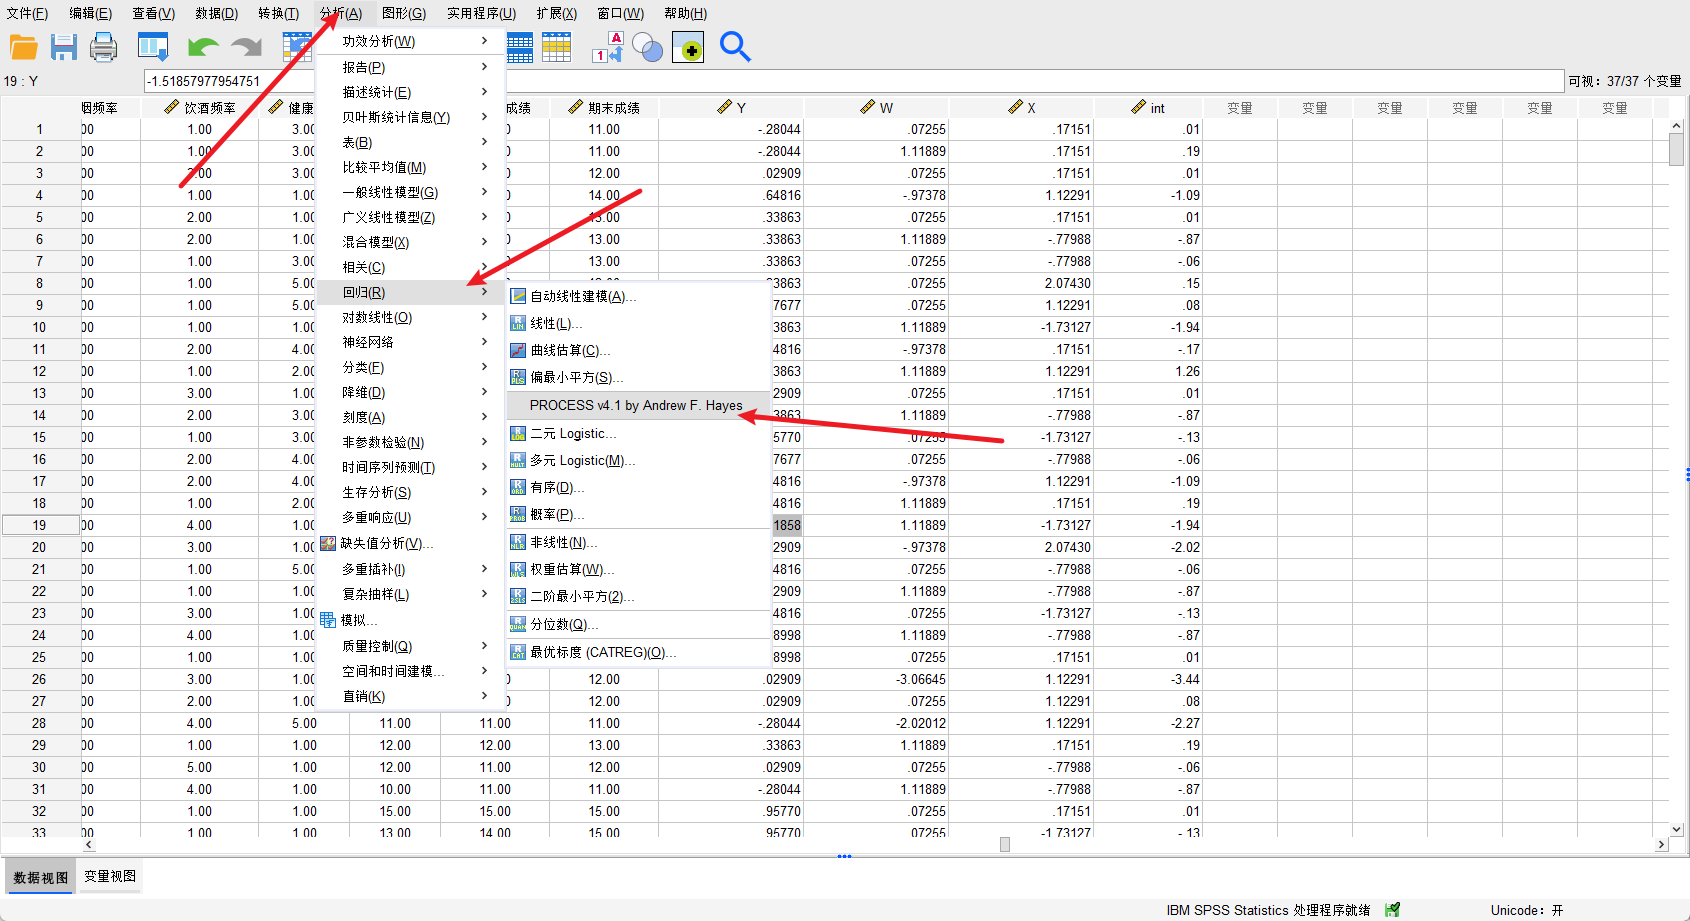 文件(F) 编辑(E) 查看(V) 数据(D) 转换(T) 分析(A) 图形(G) 实用程序(U) 扩展(X) 窗口(W) 帮助(H)
19 : Y -1.51857977954751 可视：37/37 个变量
烟频率 饮酒频率 健康 成绩 期末成绩 Y W X int 变量 变量 变量 变量 变量 变量
1 00 1.00 3.00 0 11.00 -.28044 .07255 .17151 .01
2 00 1.00 3.00 0 11.00 -.28044 1.11889 .17151 .19
3 00 3.00 0 12.00 .02909 .07255 .17151 .01
4 00 1.00 1.00 0 14.00 .64816 -.97378 1.12291 -1.09
5 00 2.00 1.00 0 13.00 .33863 .07255 .17151 .01
6 00 2.00 1.00 0 13.00 .33863 1.11889 -.77988 -.87
7 00 1.00 3.00 0 13.00 .33863 .07255 -.77988 -.06
8 00 1.00 5.00 3863 .07255 2.07430 .15
9 00 1.00 5.00 7677 .07255 1.12291 .08
10 00 1.00 1.00 3863 1.11889 -1.73127 -1.94
11 00 2.00 4.00 4816 -.97378 .17151 -.17
12 00 1.00 2.00 3863 1.11889 1.12291 1.26
13 00 3.00 1.00 2909 .07255 .17151 .01
14 00 2.00 2.00 3863 1.11889 -.77988 -.87
15 00 1.00 3.00 5770 .07255 -1.73127 -.13
16 00 2.00 4.00 7677 .07255 -.77988 -.06
17 00 2.00 4.00 4816 -.97378 1.12291 -1.09
18 00 1.00 2.00 4816 1.11889 .17151 .19
19 00 4.00 1.00 1858 1.11889 -1.73127 -1.94
20 00 3.00 1.00 2909 -.97378 2.07430 -2.02
21 00 1.00 5.00 4816 .07255 -.77988 -.06
22 00 1.00 1.00 2909 1.11889 -.77988 -.87
23 00 3.00 1.00 4816 .07255 -1.73127 -.13
24 00 4.00 1.00 8998 1.11889 -.77988 -.87
25 00 1.00 1.00 8998 .07255 .17151 .01
26 00 3.00 1.00 12.00 .02909 -3.06645 1.12291 -3.44
27 00 2.00 1.00 12.00 .02909 .07255 1.12291 .08
28 00 4.00 5.00 11.00 11.00 11.00 -.28044 -2.02012 1.12291 -2.27
29 00 1.00 1.00 12.00 12.00 13.00 .33863 1.11889 .17151 .19
30 00 5.00 1.00 12.00 11.00 12.00 .02909 .07255 -.77988 -.06
31 00 4.00 1.00 10.00 11.00 11.00 -.28044 1.11889 -.77988 -.87
32 00 1.00 1.00 15.00 15.00 15.00 .95770 .07255 .17151 .01
33 00 1.00 1.00 13.00 14.00 15.00 .95770 .07255 -1.73127 -.13
功效分析(W)
报告(P)
描述统计(E)
贝叶斯统计信息(Y)
表(B)
比较平均值(M)
一般线性模型(G)
广义线性模型(Z)
混合模型(X)
相关(C)
回归(R)
对数线性(O)
神经网络
分类(F)
降维(D)
刻度(A)
非参数检验(N)
时间序列预测(T)
生存分析(S)
多重响应(U)
缺失值分析(V)...
多重插补(I)
复杂抽样(L)
模拟...
质量控制(Q)
空间和时间建模...
直销(K)
自动线性建模(A)...
线性(L)...
曲线估算(C)...
偏最小平方(S)...
PROCESS v4.1 by Andrew F. Hayes
二元 Logistic...
多元 Logistic(M)...
有序(D)...
概率(P)...
非线性(N)...
权重估算(W)...
二阶最小平方(2)...
分位数(Q)...
最优标度 (CATREG)(O)...
数据视图 变量视图
IBM SPSS Statistics 处理程序就绪 Unicode：开